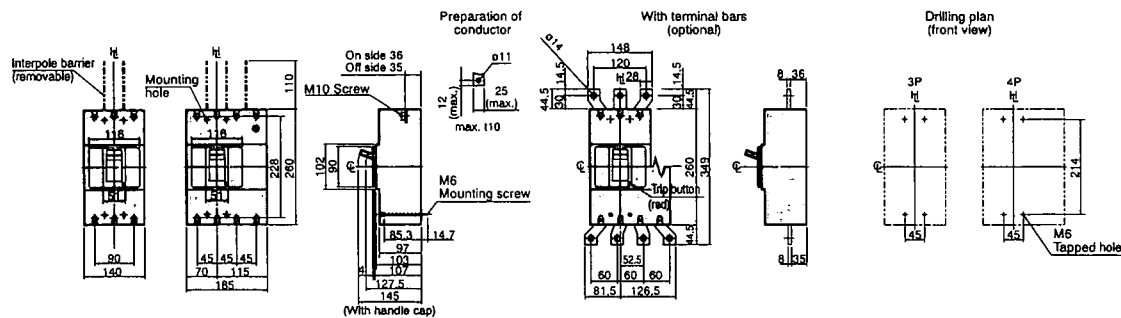 Preparation of
conductor
With terminal bars
(optional)
Drilling plan
(front view)
Interpole barrier
(removable)
Mounting
hole
110
On side 36
Off side 35
M10 Screw
ø11
12
(max.)
25
(max.)
max. t10
ø14
148
120
28
14.5
14.5
44.5
30
30
44.5
8
36
3P
4P
118
118
51
51
228
260
102
90
M6
Mounting screw
85.3
14.7
97
103
4
107
127.5
145
(With handle cap)
90
140
45
45
45
70
115
185
260
349
Trip button
(red)
44.5
52.5
60
60
60
81.5
126.5
8
35
214
45
45
M6
Tapped hole